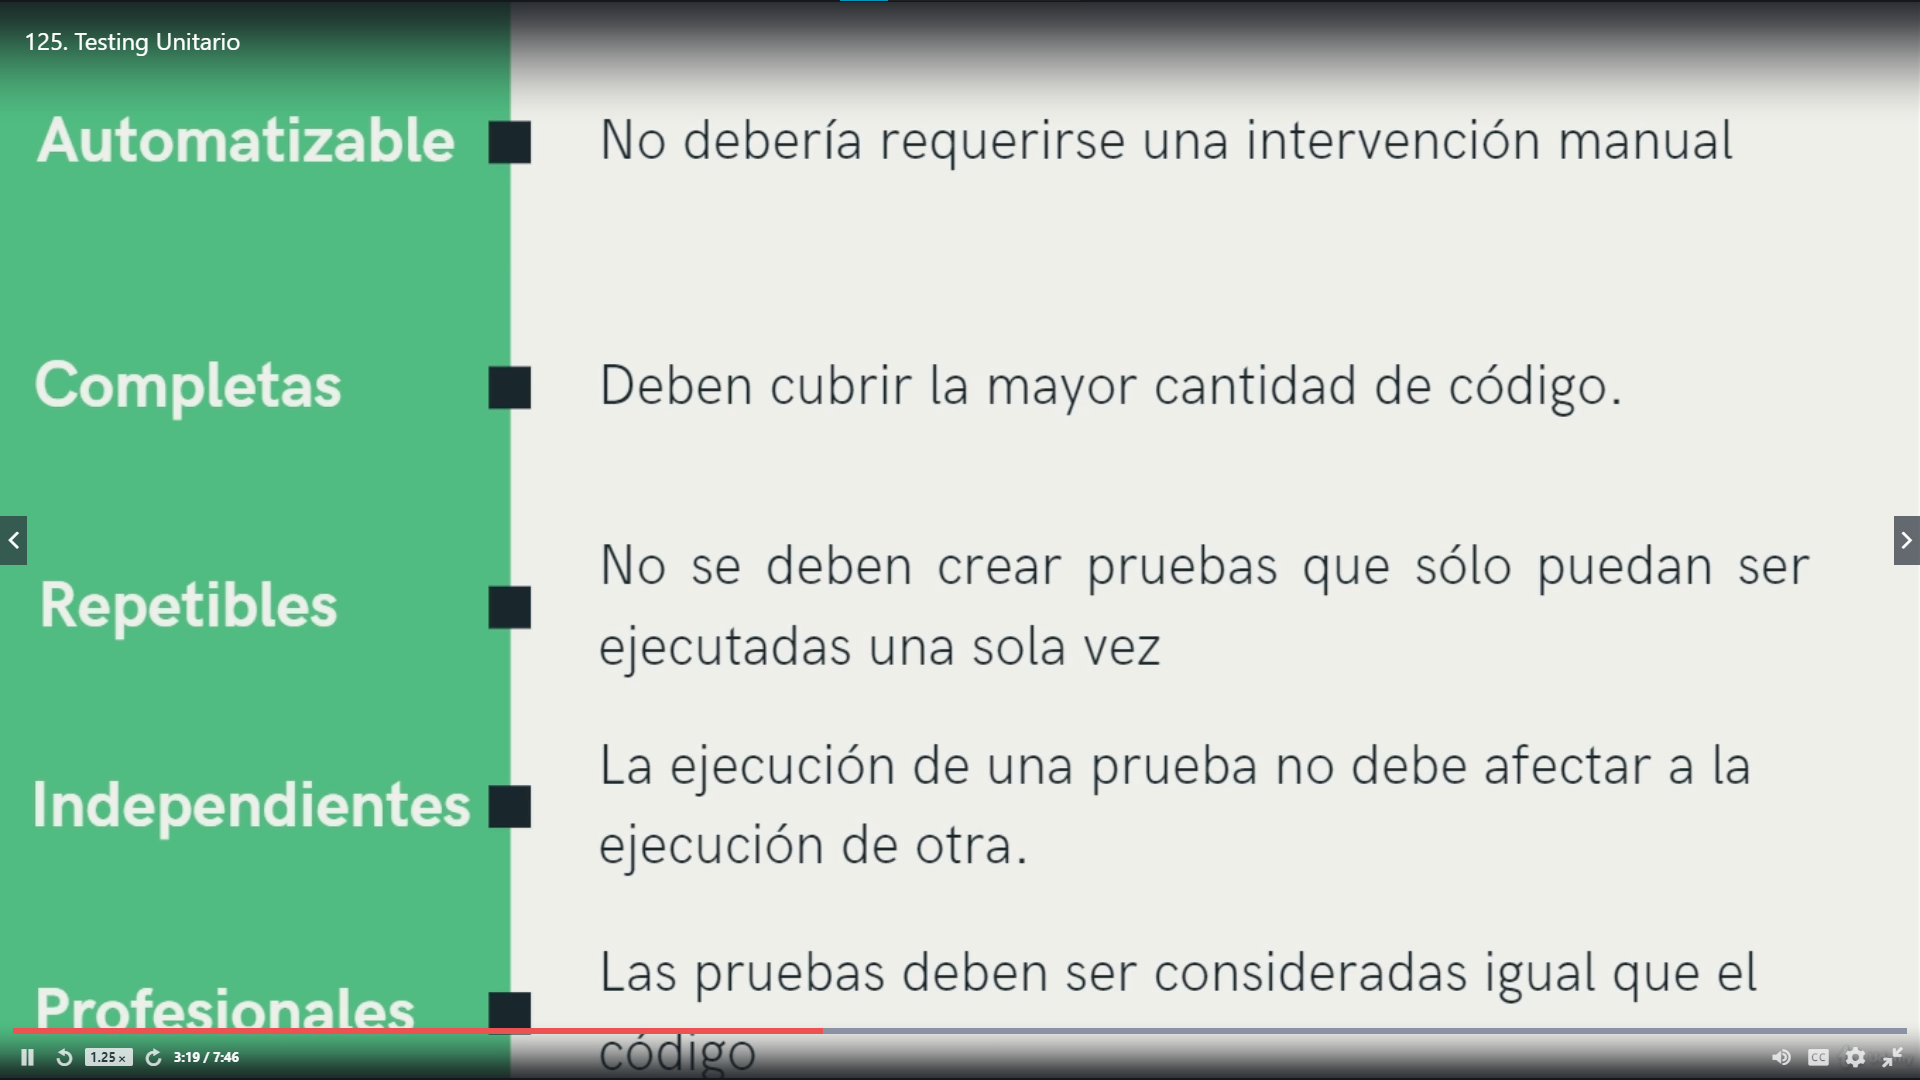 125. Testing Unitario
Automatizable
No debería requerirse una intervención manual
Completas
Deben cubrir la mayor cantidad de código.
Repetibles
No se deben crear pruebas que sólo puedan ser
ejecutadas una sola vez
Independientes
La ejecución de una prueba no debe afectar a la
ejecución de otra.
Profesionales
Las pruebas deben ser consideradas igual que el
código
1.25x
3:19 / 7:46
CC